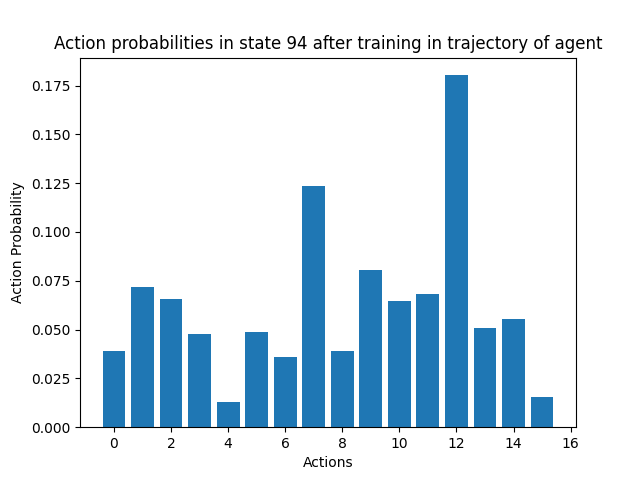 Action probabilities in state 94 after training in trajectory of agent
0.175
0.150
0.125
0.100
0.075
0.050
0.025
0.000
Action Probability
0 2 4 6 8 10 12 14 16
Actions